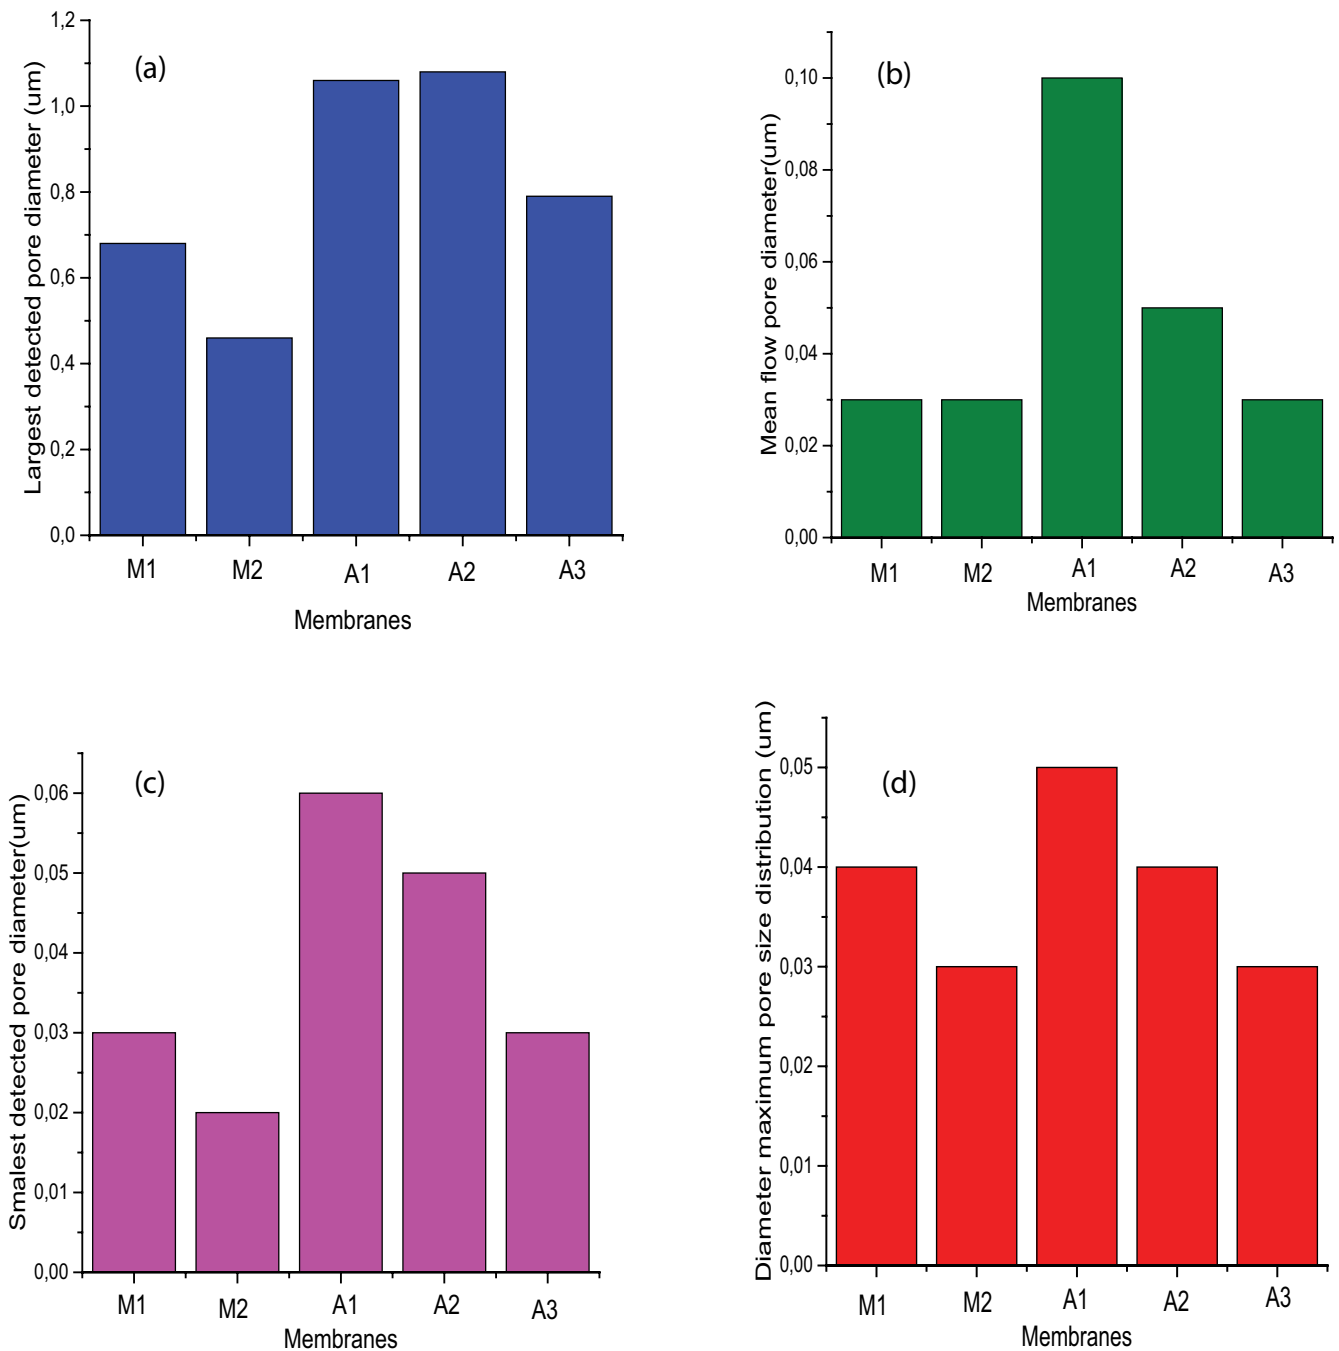 (a)
Largest detected pore diameter (um)
1,2
1,0
0,8
0,6
0,4
0,2
0,0
M1 M2 A1 A2 A3
Membranes
(b)
Mean flow pore diameter(um)
0,10
0,08
0,06
0,04
0,02
0,00
M1 M2 A1 A2 A3
Membranes
(c)
Smalest detected pore diameter(um)
0,06
0,05
0,04
0,03
0,02
0,01
0,00
M1 M2 A1 A2 A3
Membranes
(d)
Diameter maximum pore size distribution (um)
0,05
0,04
0,03
0,02
0,01
0,00
M1 M2 A1 A2 A3
Membranes